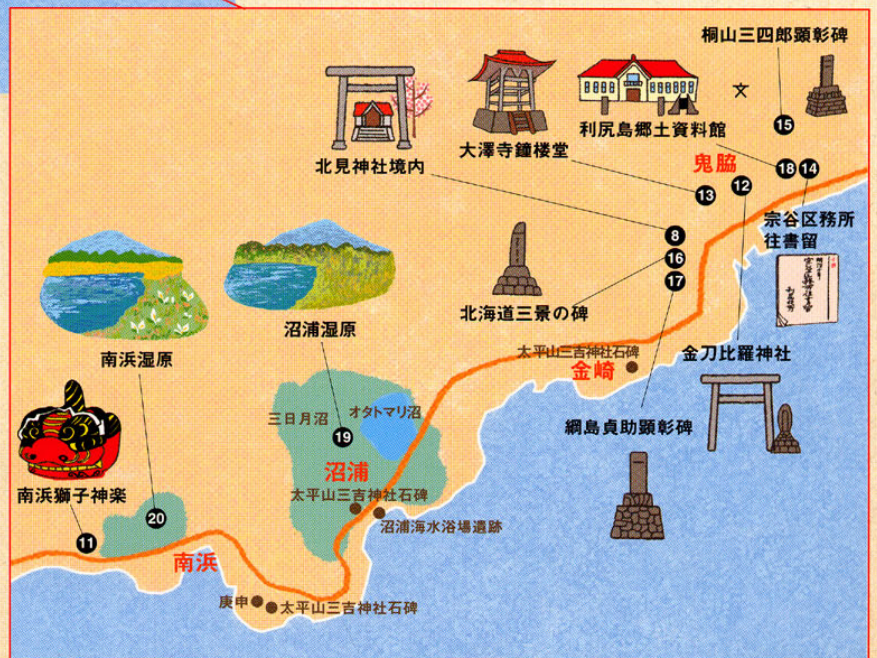 桐山三四郎顕彰碑
文
15
利尻島郷土資料館
大澤寺鐘楼堂
北見神社境内
鬼脇
18
14
12
13
宗谷区務所
往書留
8
16
17
北海道三景の碑
南浜湿原
沼浦湿原
太平山三吉神社石碑
金崎
金刀比羅神社
綱島貞助顕彰碑
三日月沼
オタトマリ沼
19
沼浦
太平山三吉神社石碑
沼浦海水浴場遺跡
南浜獅子神楽
20
11
南浜
庚申
太平山三吉神社石碑